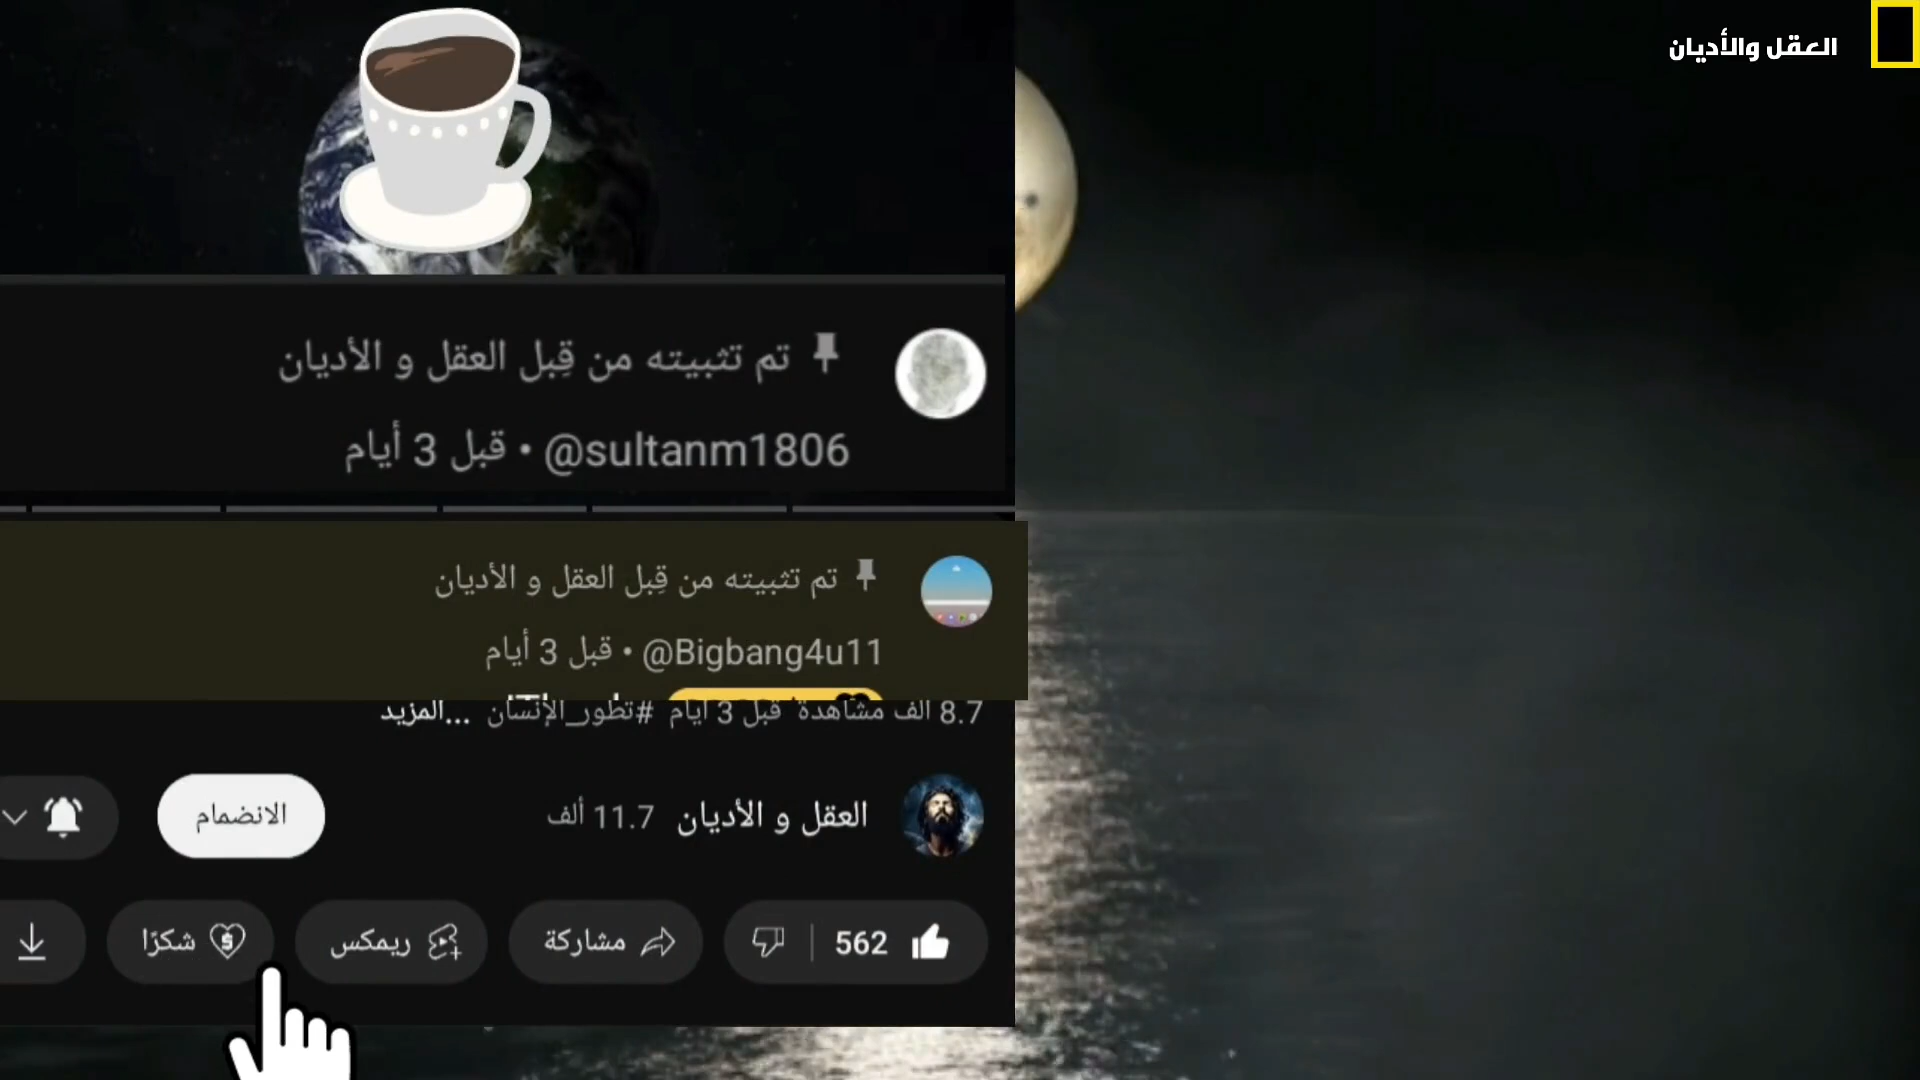 العقل والأديان
تم تثبيته من قِبل العقل و الأديان
@sultanm1806 • قبل 3 أيام
تم تثبيته من قِبل العقل و الأديان
@Bigbang4u11 • قبل 3 أيام
8.7 ألف مشاهدة قبل 3 أيام #تطور_الإنسان ...المزيد
العقل و الأديان 11.7 ألف
الانضمام
562
مشاركة
ريمكس
شكرًا